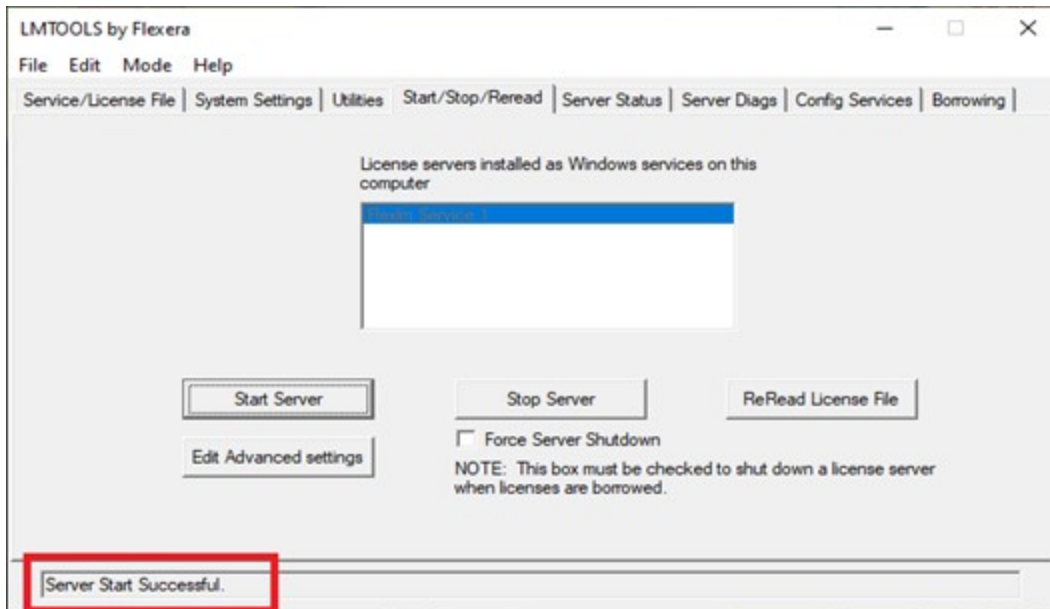 LMTOOLS by Flexera
File Edit Mode Help
Service/License File System Settings Utilities Start/Stop/Reread Server Status Server Diags Config Services Borrowing
License servers installed as Windows services on this
computer
Flexlm Service 1
Start Server Stop Server ReRead License File
Edit Advanced settings
Force Server Shutdown
NOTE: This box must be checked to shut down a license server
when licenses are borrowed.
Server Start Successful.